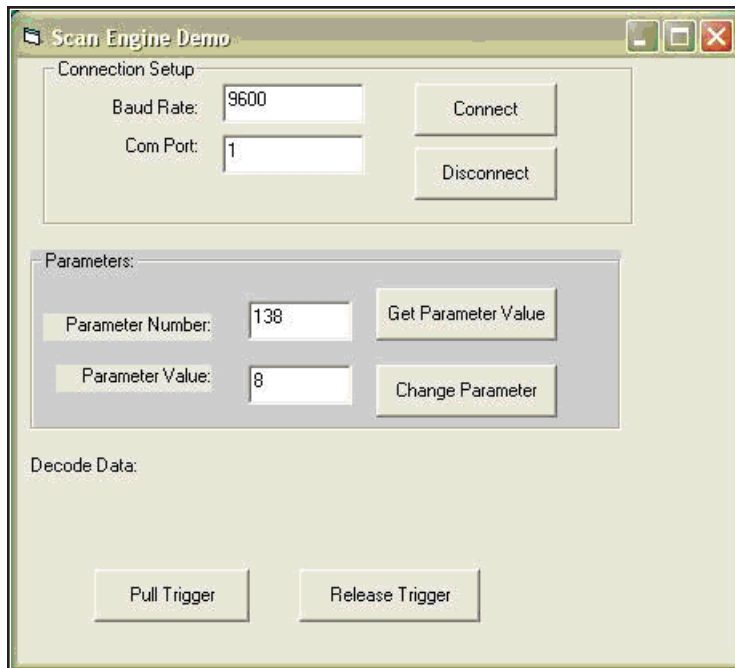 Scan Engine Demo
Connection Setup
Baud Rate: 9600 Connect
Com Port: 1 Disconnect
Parameters:
Parameter Number: 138 Get Parameter Value
Parameter Value: 8 Change Parameter
Decode Data:
Pull Trigger Release Trigger